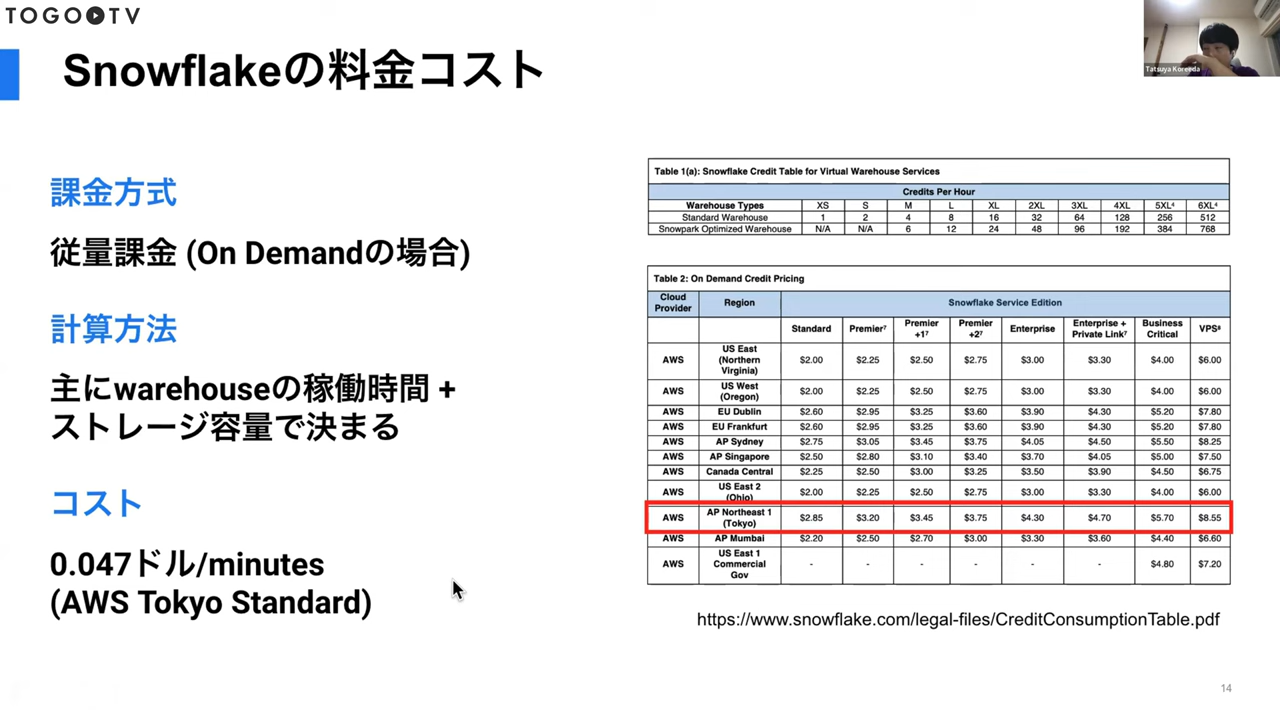 TOGO TV
Snowflakeの料金コスト
Tatsuya Koreeda
課金方式
従量課金 (On Demandの場合)
計算方法
主にwarehouseの稼働時間 +
ストレージ容量で決まる
コスト
0.047ドル/minutes
(AWS Tokyo Standard)
Table 1(a): Snowflake Credit Table for Virtual Warehouse Services
Credits Per Hour
Warehouse Types XS S M L XL 2XL 3XL 4XL 5XL⁴ 6XL⁴
Standard Warehouse 1 2 4 8 16 32 64 128 256 512
Snowpark Optimized Warehouse N/A N/A 6 12 24 48 96 192 384 768
Table 2: On Demand Credit Pricing
Cloud Provider Region Snowflake Service Edition
Standard Premier⁷ Premier +1⁷ Premier +2⁷ Enterprise Enterprise + Private Link⁷ Business Critical VPS⁸
AWS US East (Northern Virginia) $2.00 $2.25 $2.50 $2.75 $3.00 $3.30 $4.00 $6.00
AWS US West (Oregon) $2.00 $2.25 $2.50 $2.75 $3.00 $3.30 $4.00 $6.00
AWS EU Dublin $2.60 $2.95 $3.25 $3.60 $3.90 $4.30 $5.20 $7.80
AWS EU Frankfurt $2.60 $2.95 $3.25 $3.60 $3.90 $4.30 $5.20 $7.80
AWS AP Sydney $2.75 $3.05 $3.45 $3.75 $4.05 $4.50 $5.50 $8.25
AWS AP Singapore $2.50 $2.80 $3.10 $3.40 $3.70 $4.05 $5.00 $7.50
AWS Canada Central $2.25 $2.50 $3.00 $3.25 $3.50 $3.90 $4.50 $6.75
AWS US East 2 (Ohio) $2.00 $2.25 $2.50 $2.75 $3.00 $3.30 $4.00 $6.00
AWS AP Northeast 1 (Tokyo) $2.85 $3.20 $3.45 $3.75 $4.30 $4.70 $5.70 $8.55
AWS AP Mumbai $2.20 $2.50 $2.70 $3.00 $3.30 $3.60 $4.40 $6.60
AWS US East 1 Commercial Gov - - - - - - $4.80 $7.20
https://www.snowflake.com/legal-files/CreditConsumptionTable.pdf
14